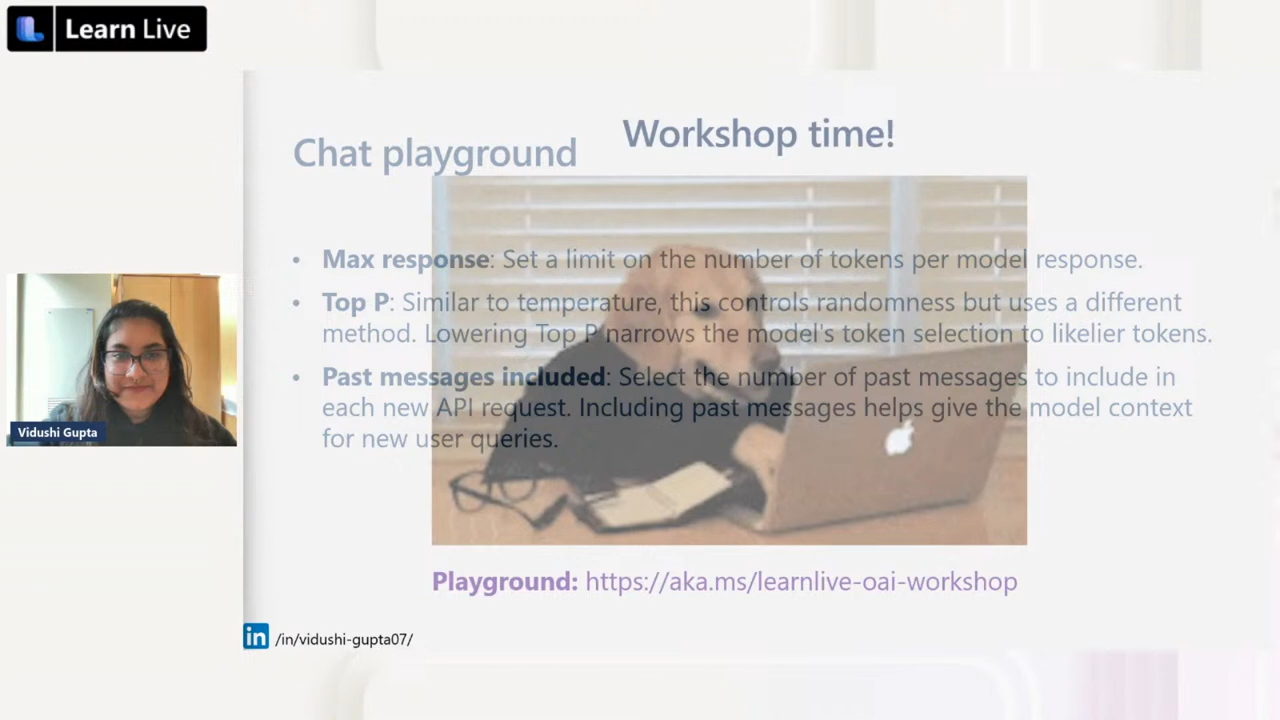 Learn Live
Workshop time!
Chat playground
• Max response: Set a limit on the number of tokens per model response.
• Top P: Similar to temperature, this controls randomness but uses a different
method. Lowering Top P narrows the model's token selection to likelier tokens.
• Past messages included: Select the number of past messages to include in
each new API request. Including past messages helps give the model context
for new user queries.
Vidushi Gupta
Playground: https://aka.ms/learnlive-oai-workshop
in /in/vidushi-gupta07/